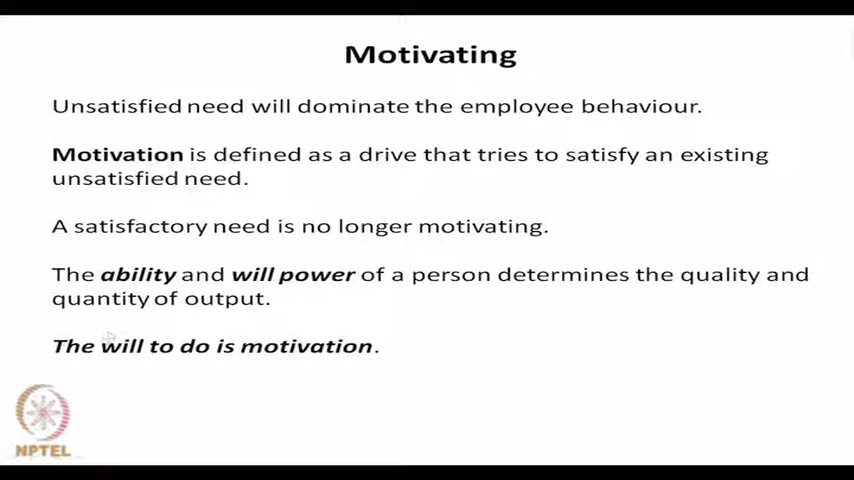 Motivating
Unsatisfied need will dominate the employee behaviour.
Motivation is defined as a drive that tries to satisfy an existing
unsatisfied need.
A satisfactory need is no longer motivating.
The ability and will power of a person determines the quality and
quantity of output.
The will to do is motivation.
NPTEL